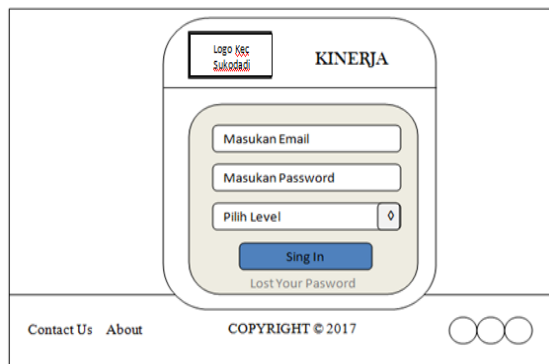 Logo Kec
Sukodadi
KINERJA
Masukan Email
Masukan Password
Pilih Level
Sing In
Lost Your Pasword
Contact Us About
COPYRIGHT © 2017